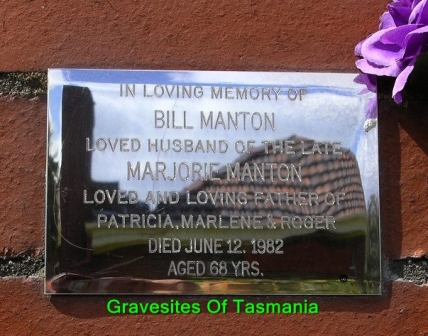 IN LOVING MEMORY OF
BILL MANTON
LOVED HUSBAND OF THE LATE
MARJORIE MANTON
LOVED AND LOVING FATHER OF
PATRICIA, MARLENE & ROGER
DIED JUNE 12. 1982
AGED 68 YRS.
Gravesites Of Tasmania